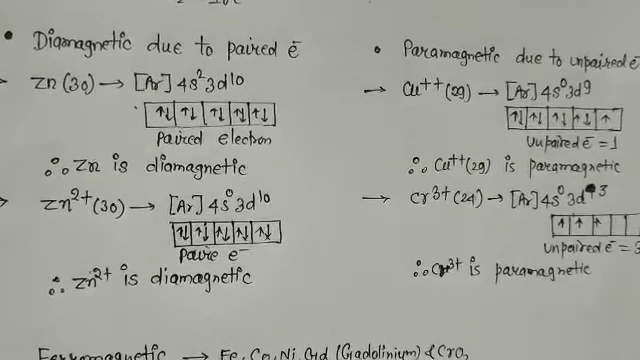 • Diamagnetic due to paired ē
Zn(30) → [Ar] 4s² 3d¹⁰
↑↓ ↑↓ ↑↓ ↑↓ ↑↓
Paired electron
∴ Zn is diamagnetic
Zn²⁺(30) → [Ar] 4s⁰ 3d¹⁰
↑↓ ↑↓ ↑↓ ↑↓ ↑↓
Paire e⁻
∴ Zn²⁺ is diamagnetic
• Paramagnetic due to unpaired ē
→ Cu⁺⁺(29) → [Ar] 4s⁰ 3d⁹
↑↓ ↑↓ ↑↓ ↑↓ ↑
Unpaired ē = 1
∴ Cu⁺⁺(29) is paramagnetic
→ Cr³⁺(24) → [Ar] 4s⁰ 3d³
↑ ↑ ↑
Unpaired ē = 3
∴ Cr³⁺ is paramagnetic
Ferromagnetic → Fe, Co, Ni, Gd (Gadolinium) & CrO₂